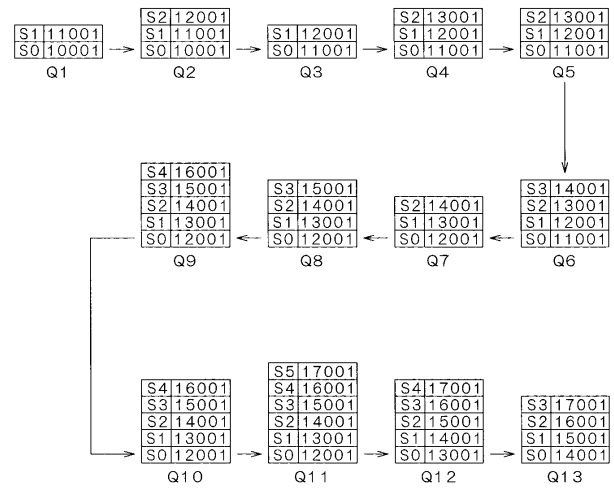 S2 12001
S2 13001
S2 13001
S1 11001
S1 11001
S1 12001
S1 12001
S1 12001
S0 10001
S0 10001
S0 11001
S0 11001
S0 11001
Q1
Q2
Q3
Q4
Q5
S4 16001
S3 15001
S3 15001
S3 14001
S2 14001
S2 14001
S2 14001
S2 13001
S1 13001
S1 13001
S1 13001
S1 12001
S0 12001
S0 12001
S0 12001
S0 11001
Q9
Q8
Q7
Q6
S5 17001
S4 16001
S4 16001
S4 17001
S3 15001
S3 15001
S3 16001
S3 17001
S2 14001
S2 14001
S2 15001
S2 16001
S1 13001
S1 13001
S1 14001
S1 15001
S0 12001
S0 12001
S0 13001
S0 14001
Q10
Q11
Q12
Q13